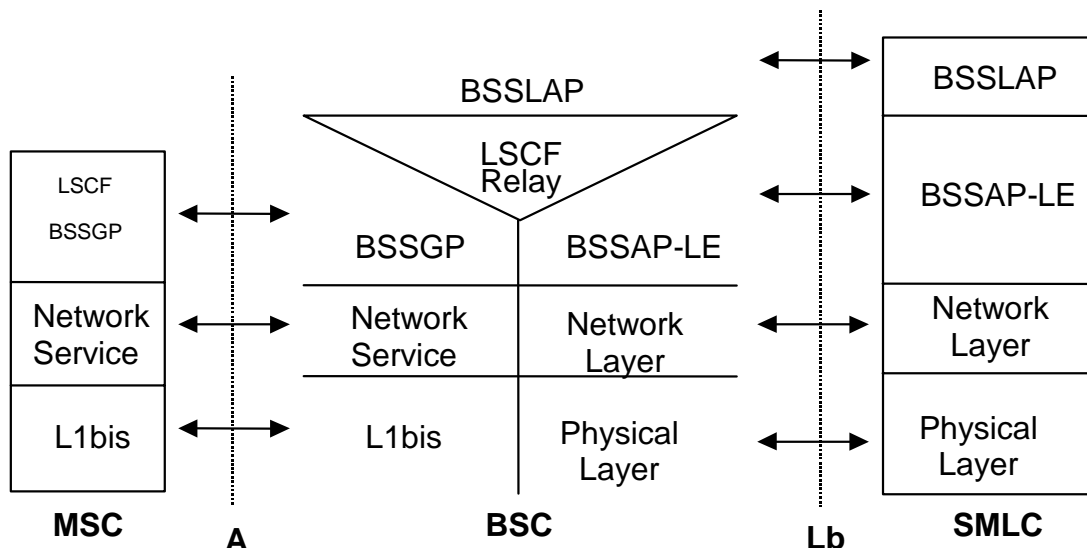 BSSLAP
LSCF
Relay
BSSGP
BSSAP-LE
Network
Service
Network
Layer
L1bis
Physical
Layer
BSC
LSCF
BSSGP
Network
Service
L1bis
MSC
A
BSSLAP
BSSAP-LE
Network
Layer
Physical
Layer
SMLC
Lb